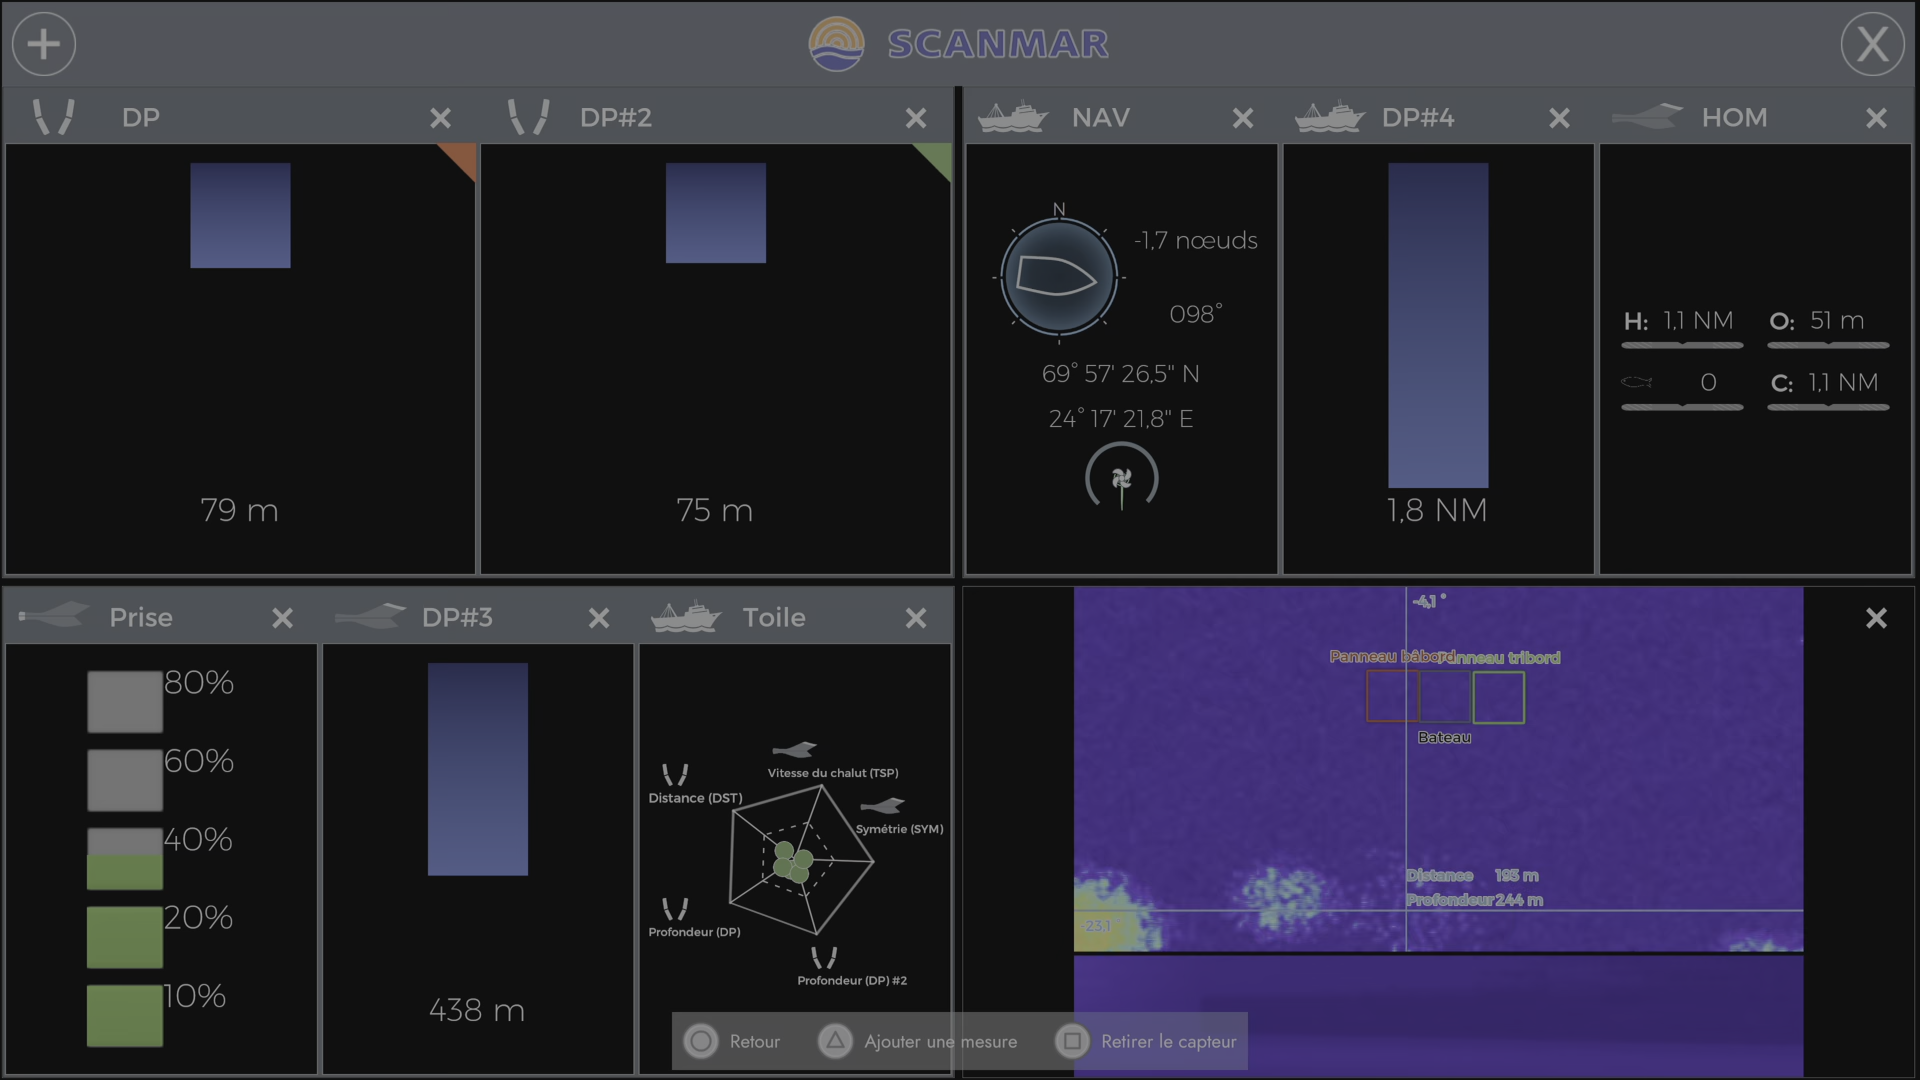 SCANMAR
DP
DP#2
NAV
DP#4
HOM
79 m
75 m
N
-1,7 nœuds
098°
69° 57' 26,5" N
24° 17' 21,8" E
1,8 NM
H: 1,1 NM
O: 51 m
0
C: 1,1 NM
Prise
DP#3
Toile
80%
60%
40%
20%
10%
438 m
Vitesse du chalut (TSP)
Distance (DST)
Symétrie (SYM)
Profondeur (DP)
Profondeur (DP) #2
-4,1°
Panneau bâbord
Panneau tribord
Bateau
Distance 193 m
Profondeur 244 m
-23,1°
Retour
Ajouter une mesure
Retirer le capteur